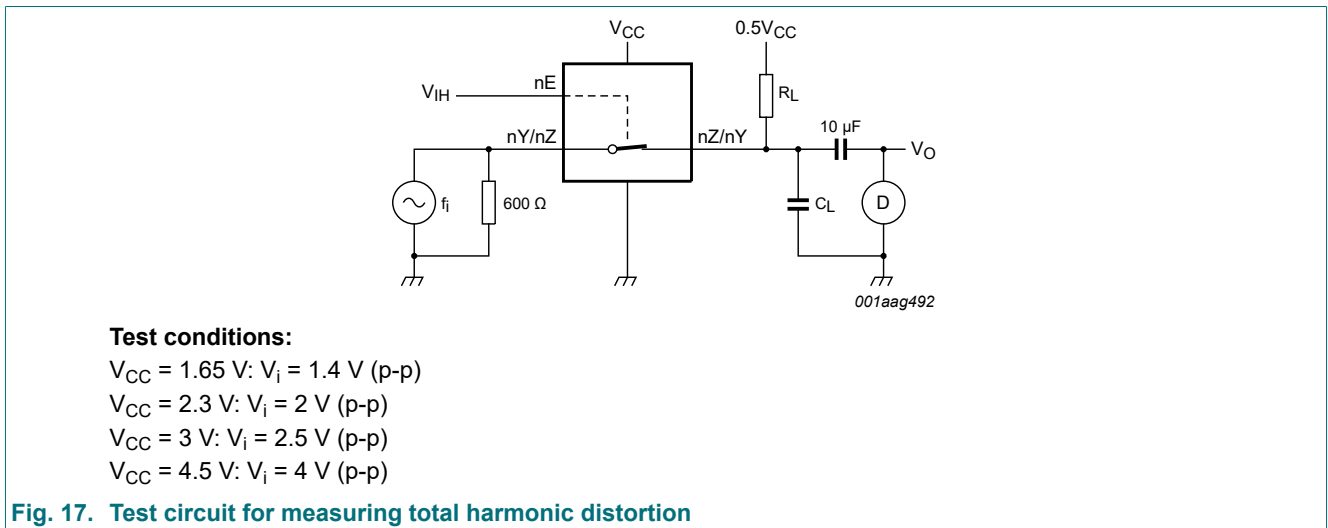 VCC
0.5VCC
nE
VIH
RL
nY/nZ
nZ/nY
10 µF
VO
fi
600 Ω
CL
D
001aag492
Test conditions:
VCC = 1.65 V: Vi = 1.4 V (p-p)
VCC = 2.3 V: Vi = 2 V (p-p)
VCC = 3 V: Vi = 2.5 V (p-p)
VCC = 4.5 V: Vi = 4 V (p-p)
Fig. 17. Test circuit for measuring total harmonic distortion